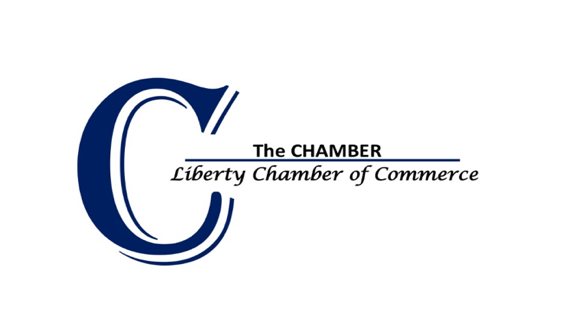 C
The CHAMBER
Liberty Chamber of Commerce